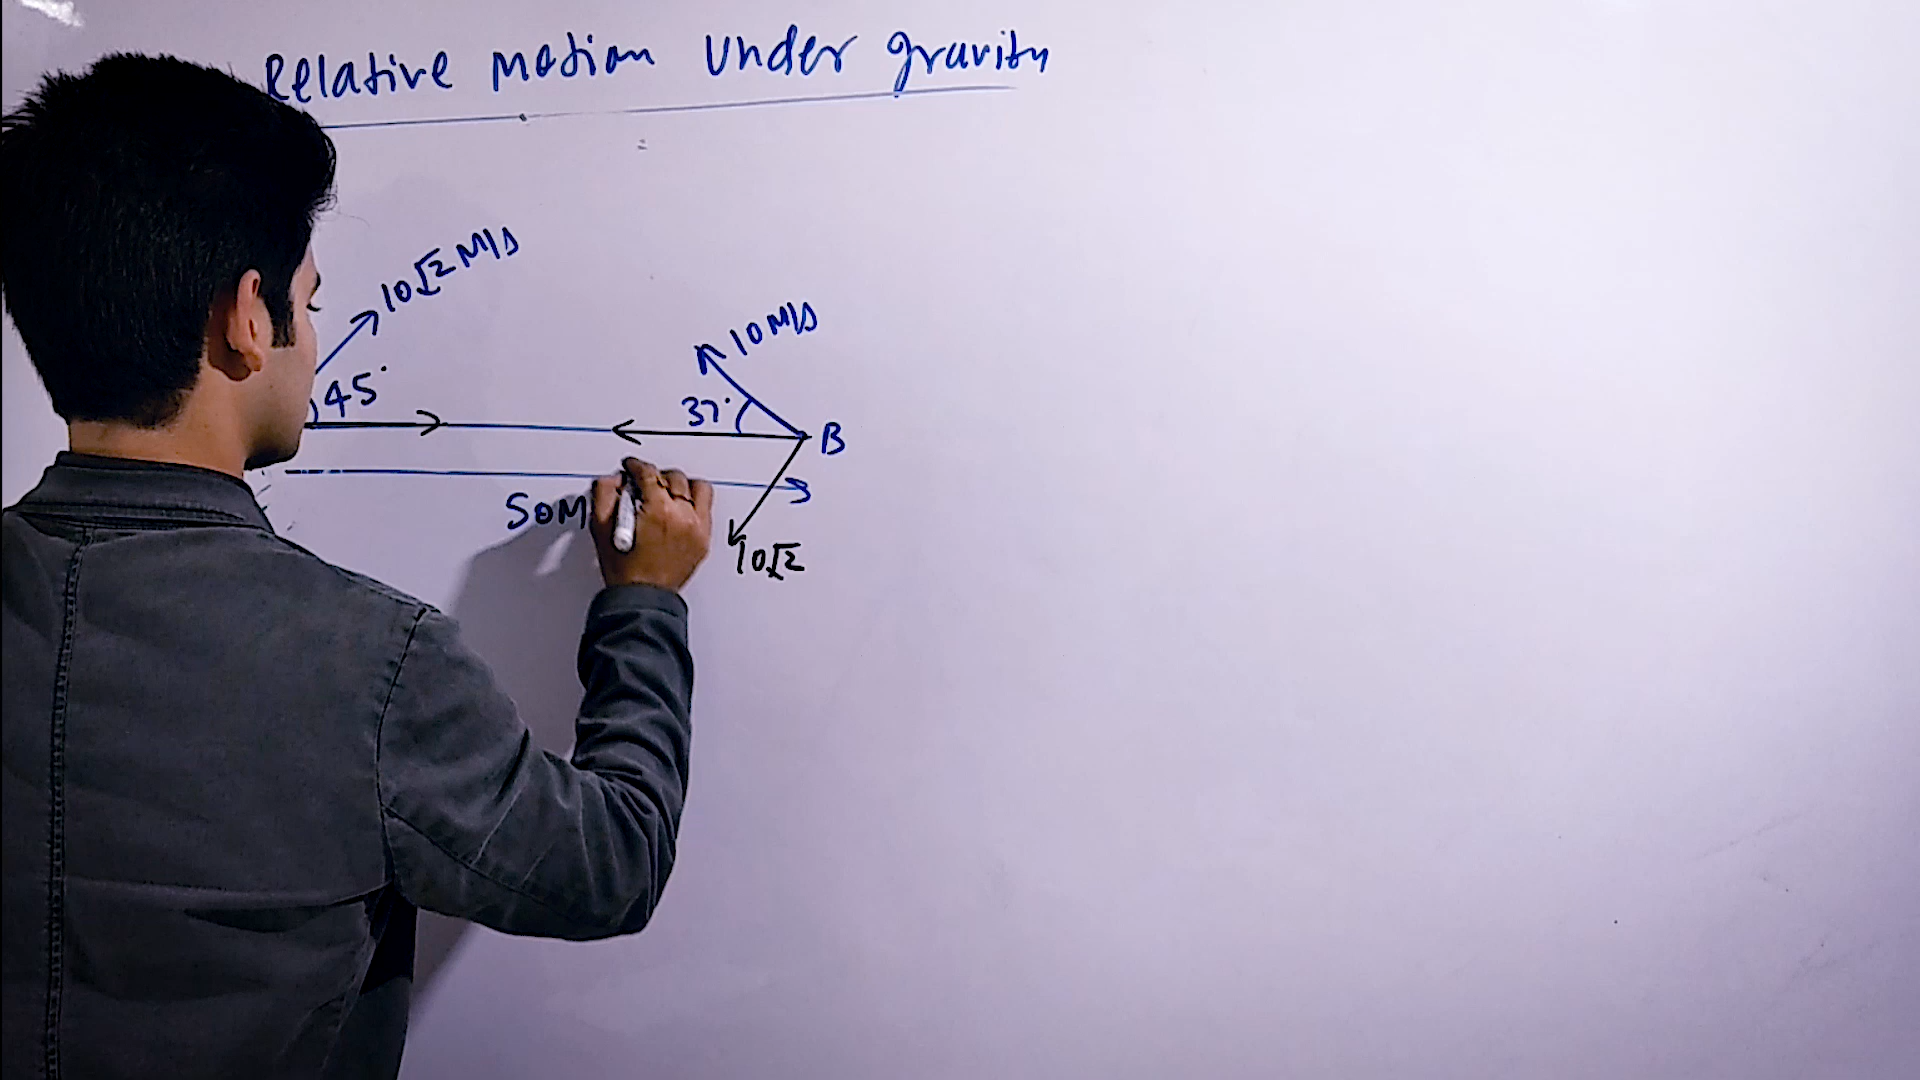 Relative motion under gravity
10√2 M/S
10 M/S
45°
37°
B
50M
10√2